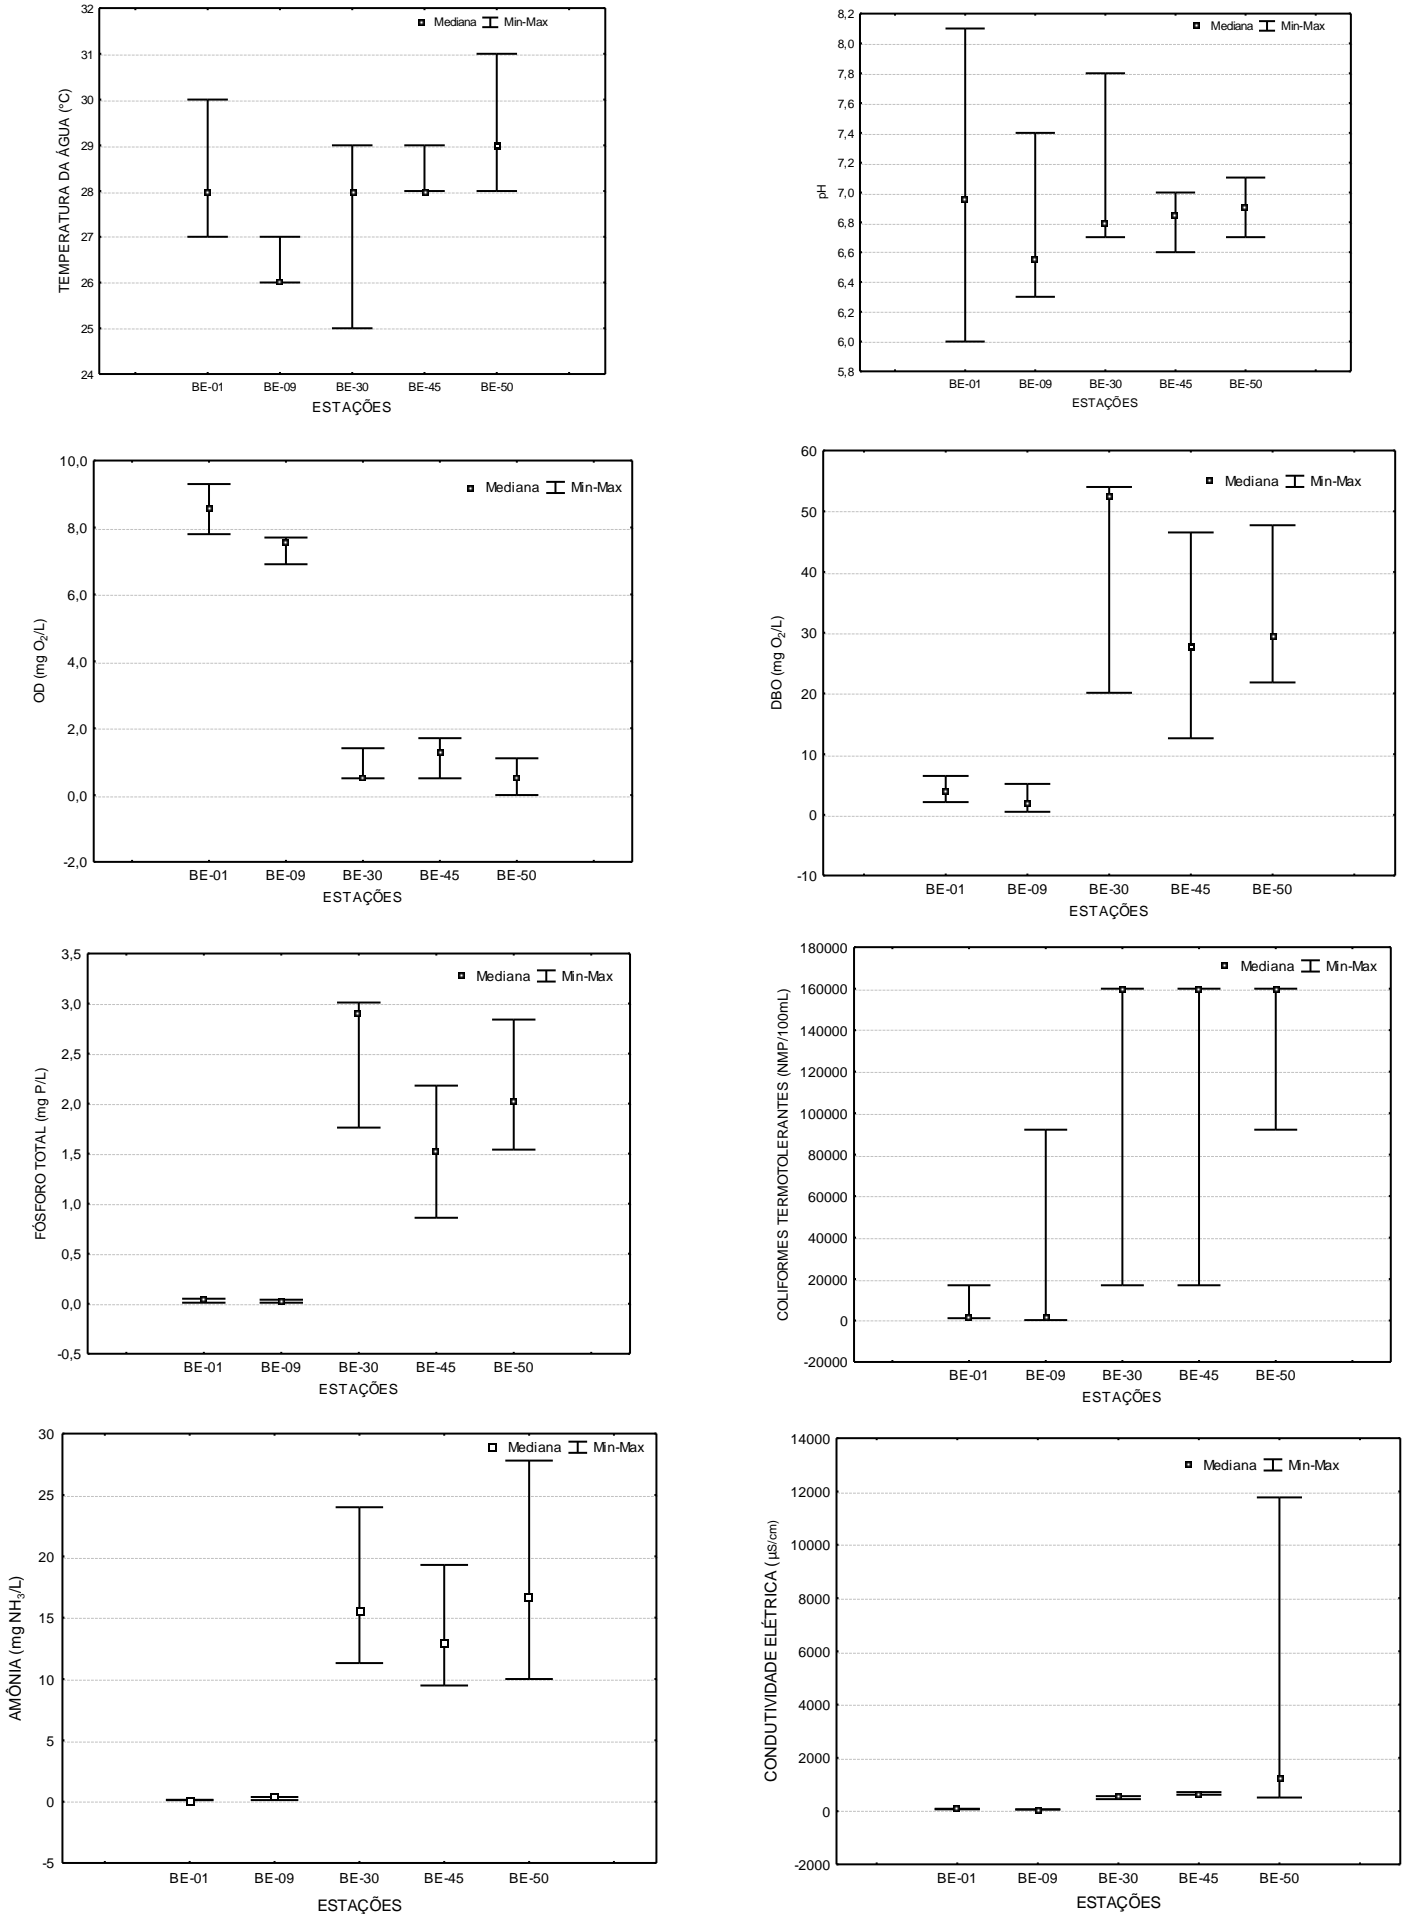 Mediana Min-Max
TEMPERATURA DA ÁGUA (°C)
32
31
30
29
28
27
26
25
24
BE-01 BE-09 BE-30 BE-45 BE-50
ESTAÇÕES
Mediana Min-Max
pH
8,2
8,0
7,8
7,6
7,4
7,2
7,0
6,8
6,6
6,4
6,2
6,0
5,8
BE-01 BE-09 BE-30 BE-45 BE-50
ESTAÇÕES
Mediana Min-Max
OD (mg O₂/L)
10,0
8,0
6,0
4,0
2,0
0,0
-2,0
BE-01 BE-09 BE-30 BE-45 BE-50
ESTAÇÕES
Mediana Min-Max
DBO (mg O₂/L)
60
50
40
30
20
10
0
-10
BE-01 BE-09 BE-30 BE-45 BE-50
ESTAÇÕES
Mediana Min-Max
FÓSFORO TOTAL (mg P/L)
3,5
3,0
2,5
2,0
1,5
1,0
0,5
0,0
-0,5
BE-01 BE-09 BE-30 BE-45 BE-50
ESTAÇÕES
Mediana Min-Max
COLIFORMES TERMOTOLERANTES (NMP/100mL)
180000
160000
140000
120000
100000
80000
60000
40000
20000
0
-20000
BE-01 BE-09 BE-30 BE-45 BE-50
ESTAÇÕES
Mediana Min-Max
AMÔNIA (mg NH₃/L)
30
25
20
15
10
5
0
-5
BE-01 BE-09 BE-30 BE-45 BE-50
ESTAÇÕES
Mediana Min-Max
CONDUTIVIDADE ELÉTRICA (µS/cm)
14000
12000
10000
8000
6000
4000
2000
0
-2000
BE-01 BE-09 BE-30 BE-45 BE-50
ESTAÇÕES